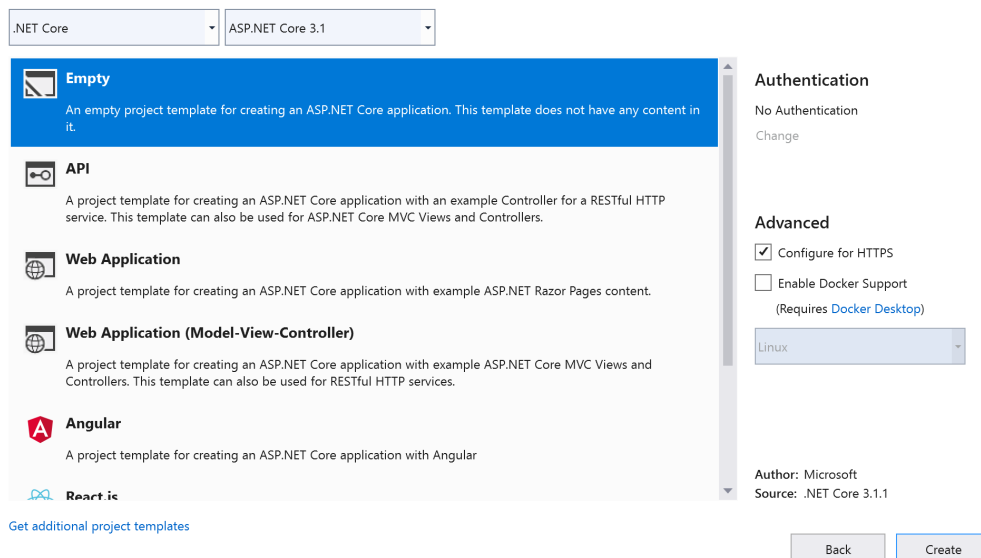 .NET Core
ASP.NET Core 3.1
Empty
An empty project template for creating an ASP.NET Core application. This template does not have any content in
it.
API
A project template for creating an ASP.NET Core application with an example Controller for a RESTful HTTP
service. This template can also be used for ASP.NET Core MVC Views and Controllers.
Web Application
A project template for creating an ASP.NET Core application with example ASP.NET Razor Pages content.
Web Application (Model-View-Controller)
A project template for creating an ASP.NET Core application with example ASP.NET Core MVC Views and
Controllers. This template can also be used for RESTful HTTP services.
Angular
A project template for creating an ASP.NET Core application with Angular
React.js
Get additional project templates
Authentication
No Authentication
Change
Advanced
Configure for HTTPS
Enable Docker Support
(Requires Docker Desktop)
Linux
Author: Microsoft
Source: .NET Core 3.1.1
Back
Create